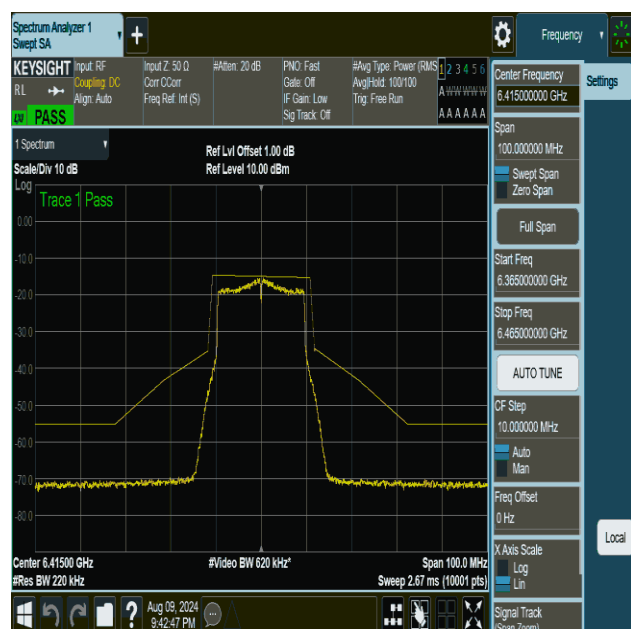 Spectrum Analyzer 1
Swept SA
+
Frequency
KEYSIGHT
RL
LXI
PASS
Input: RF
Coupling: DC
Align: Auto
Input Z: 50 Ω
Corr CCorr
Freq Ref: Int (S)
#Atten: 20 dB
PNO: Fast
Gate: Off
IF Gain: Low
Sig Track: Off
#Avg Type: Power (RMS
Avg|Hold: 100/100
Trig: Free Run
1 2 3 4 5 6
A W W W W W
A A A A A A
1 Spectrum
Scale/Div 10 dB
Ref Lvl Offset 1.00 dB
Ref Level 10.00 dBm
Log
Trace 1 Pass
0.00
-10.0
-20.0
-30.0
-40.0
-50.0
-60.0
-70.0
-80.0
Center 6.41500 GHz
#Res BW 220 kHz
#Video BW 620 kHz*
Span 100.0 MHz
Sweep 2.67 ms (10001 pts)
Aug 09, 2024
9:42:47 PM
?
Center Frequency
6.415000000 GHz
Span
100.000000 MHz
Swept Span
Zero Span
Full Span
Start Freq
6.365000000 GHz
Stop Freq
6.465000000 GHz
AUTO TUNE
CF Step
10.000000 MHz
Auto
Man
Freq Offset
0 Hz
X Axis Scale
Log
Lin
Signal Track
(Span Zoom)
Settings
Local